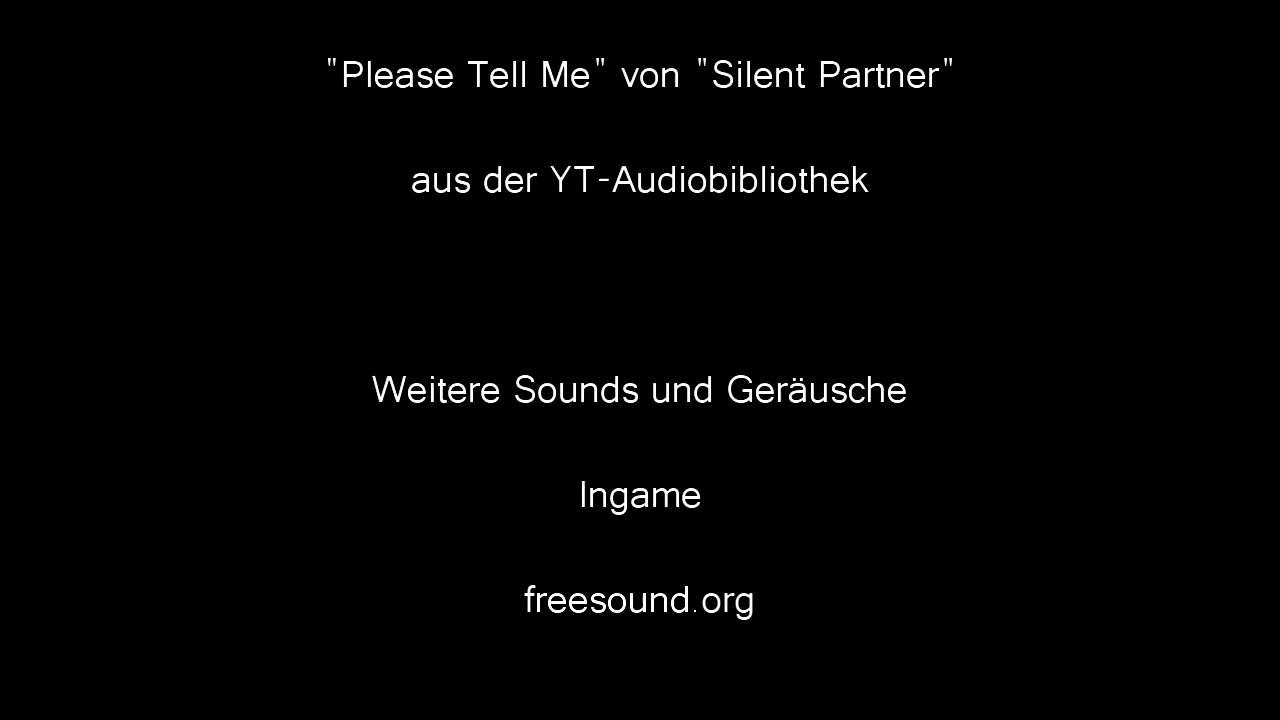 "Please Tell Me" von "Silent Partner"
aus der YT-Audiobibliothek
Weitere Sounds und Geräusche
Ingame
freesound.org